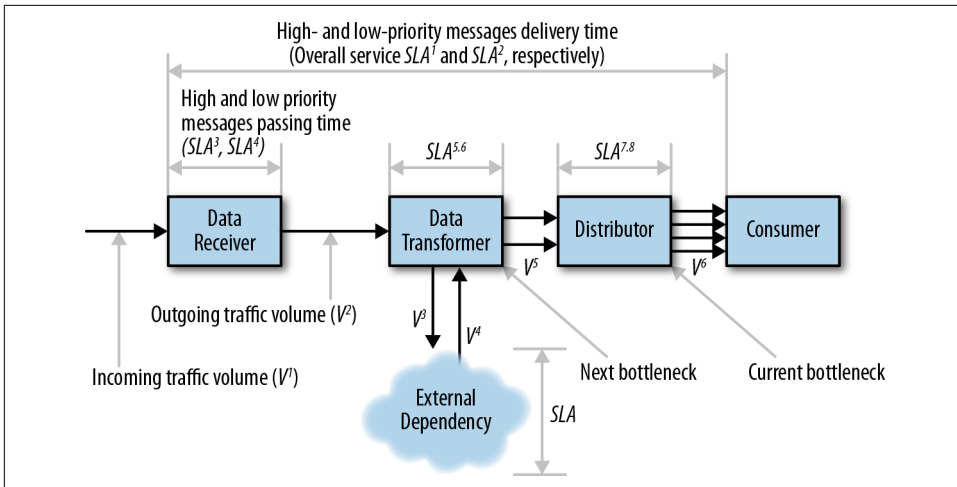 High- and low-priority messages delivery time
(Overall service SLA¹ and SLA², respectively)
High and low priority
messages passing time
(SLA³, SLA⁴)
SLA⁵·⁶
SLA⁷·⁸
Data
Receiver
Data
Transformer
Distributor
Consumer
V⁵
V⁶
Outgoing traffic volume (V²)
V³
V⁴
Incoming traffic volume (V¹)
Next bottleneck
Current bottleneck
External
Dependency
SLA